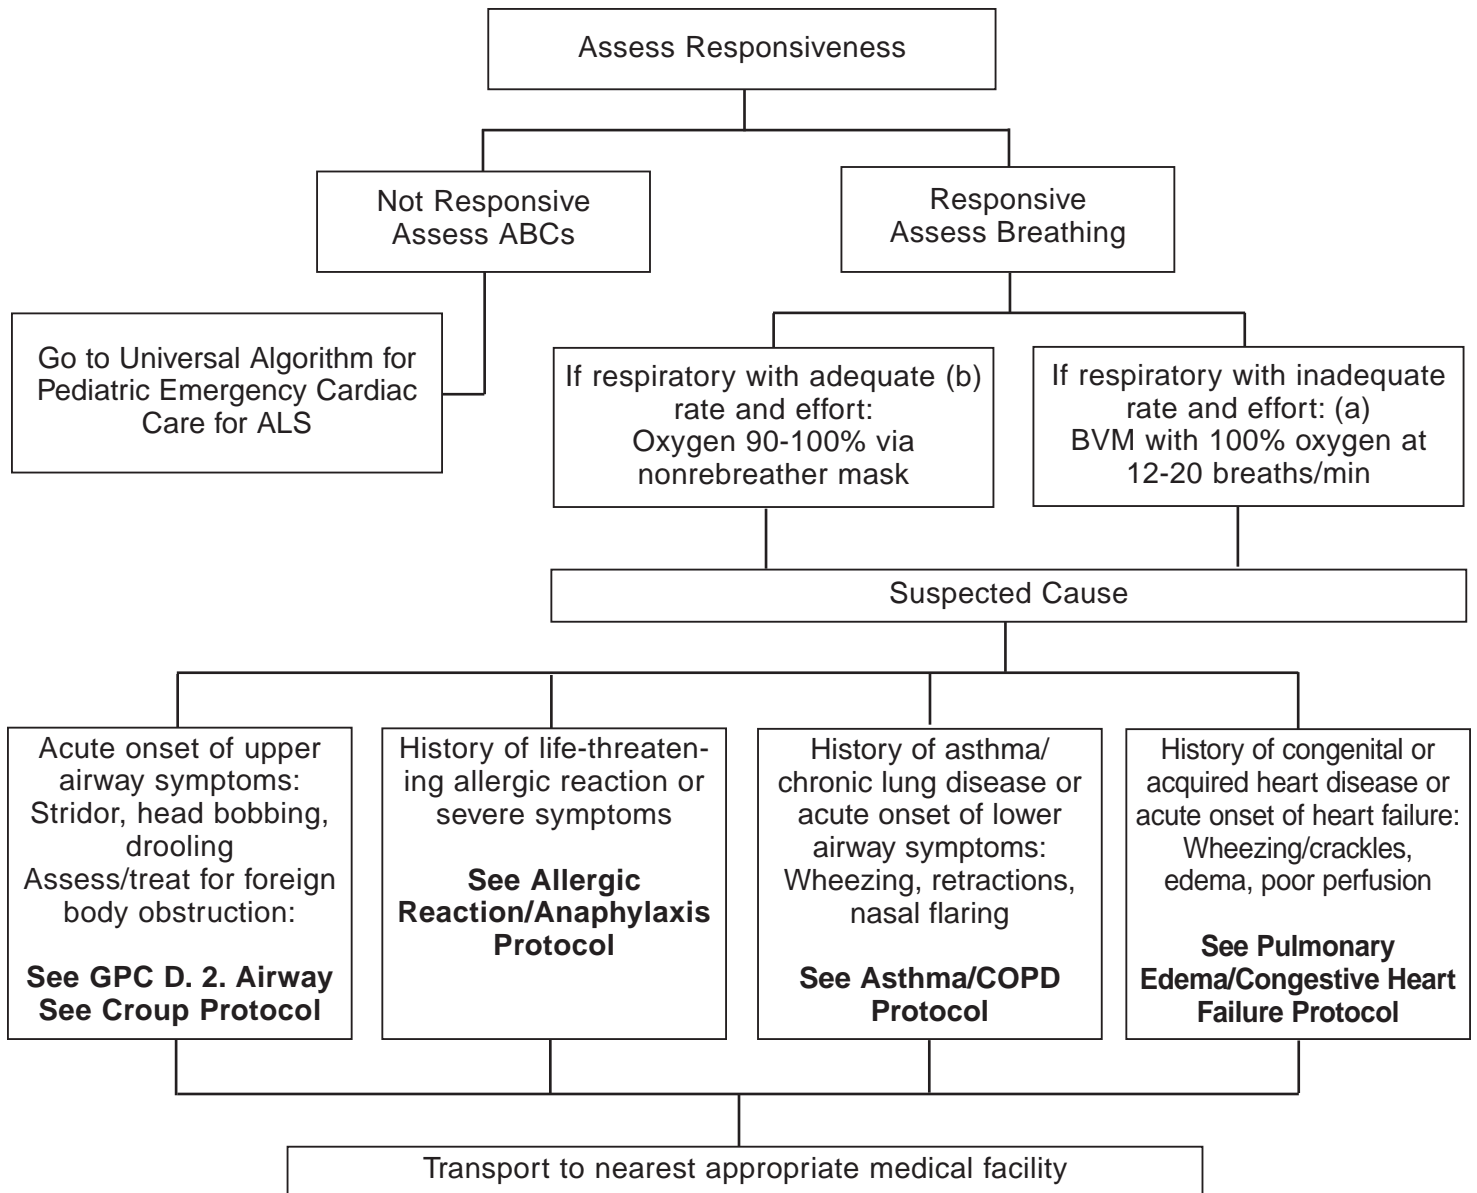 Assess Responsiveness
Not Responsive
Assess ABCs
Responsive
Assess Breathing
Go to Universal Algorithm for
Pediatric Emergency Cardiac
Care for ALS
If respiratory with adequate (b)
rate and effort:
Oxygen 90-100% via
nonrebreather mask
If respiratory with inadequate
rate and effort: (a)
BVM with 100% oxygen at
12-20 breaths/min
Suspected Cause
Acute onset of upper
airway symptoms:
Stridor, head bobbing,
drooling
Assess/treat for foreign
body obstruction:
See GPC D. 2. Airway
See Croup Protocol
History of life-threaten-
ing allergic reaction or
severe symptoms
See Allergic
Reaction/Anaphylaxis
Protocol
History of asthma/
chronic lung disease or
acute onset of lower
airway symptoms:
Wheezing, retractions,
nasal flaring
See Asthma/COPD
Protocol
History of congenital or
acquired heart disease or
acute onset of heart failure:
Wheezing/crackles,
edema, poor perfusion
See Pulmonary
Edema/Congestive Heart
Failure Protocol
Transport to nearest appropriate medical facility